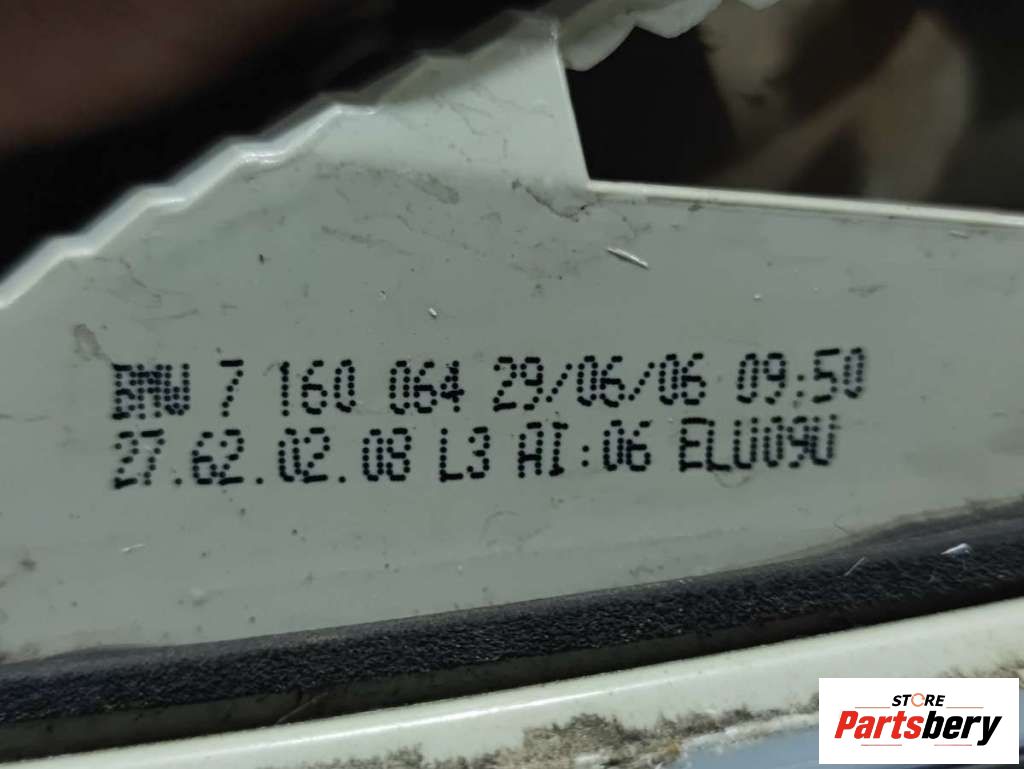 BMW 7 160 064 29/06/06 09:50
27.62.02.08 L3 AI:06 ELU09U
STORE
Partsbery